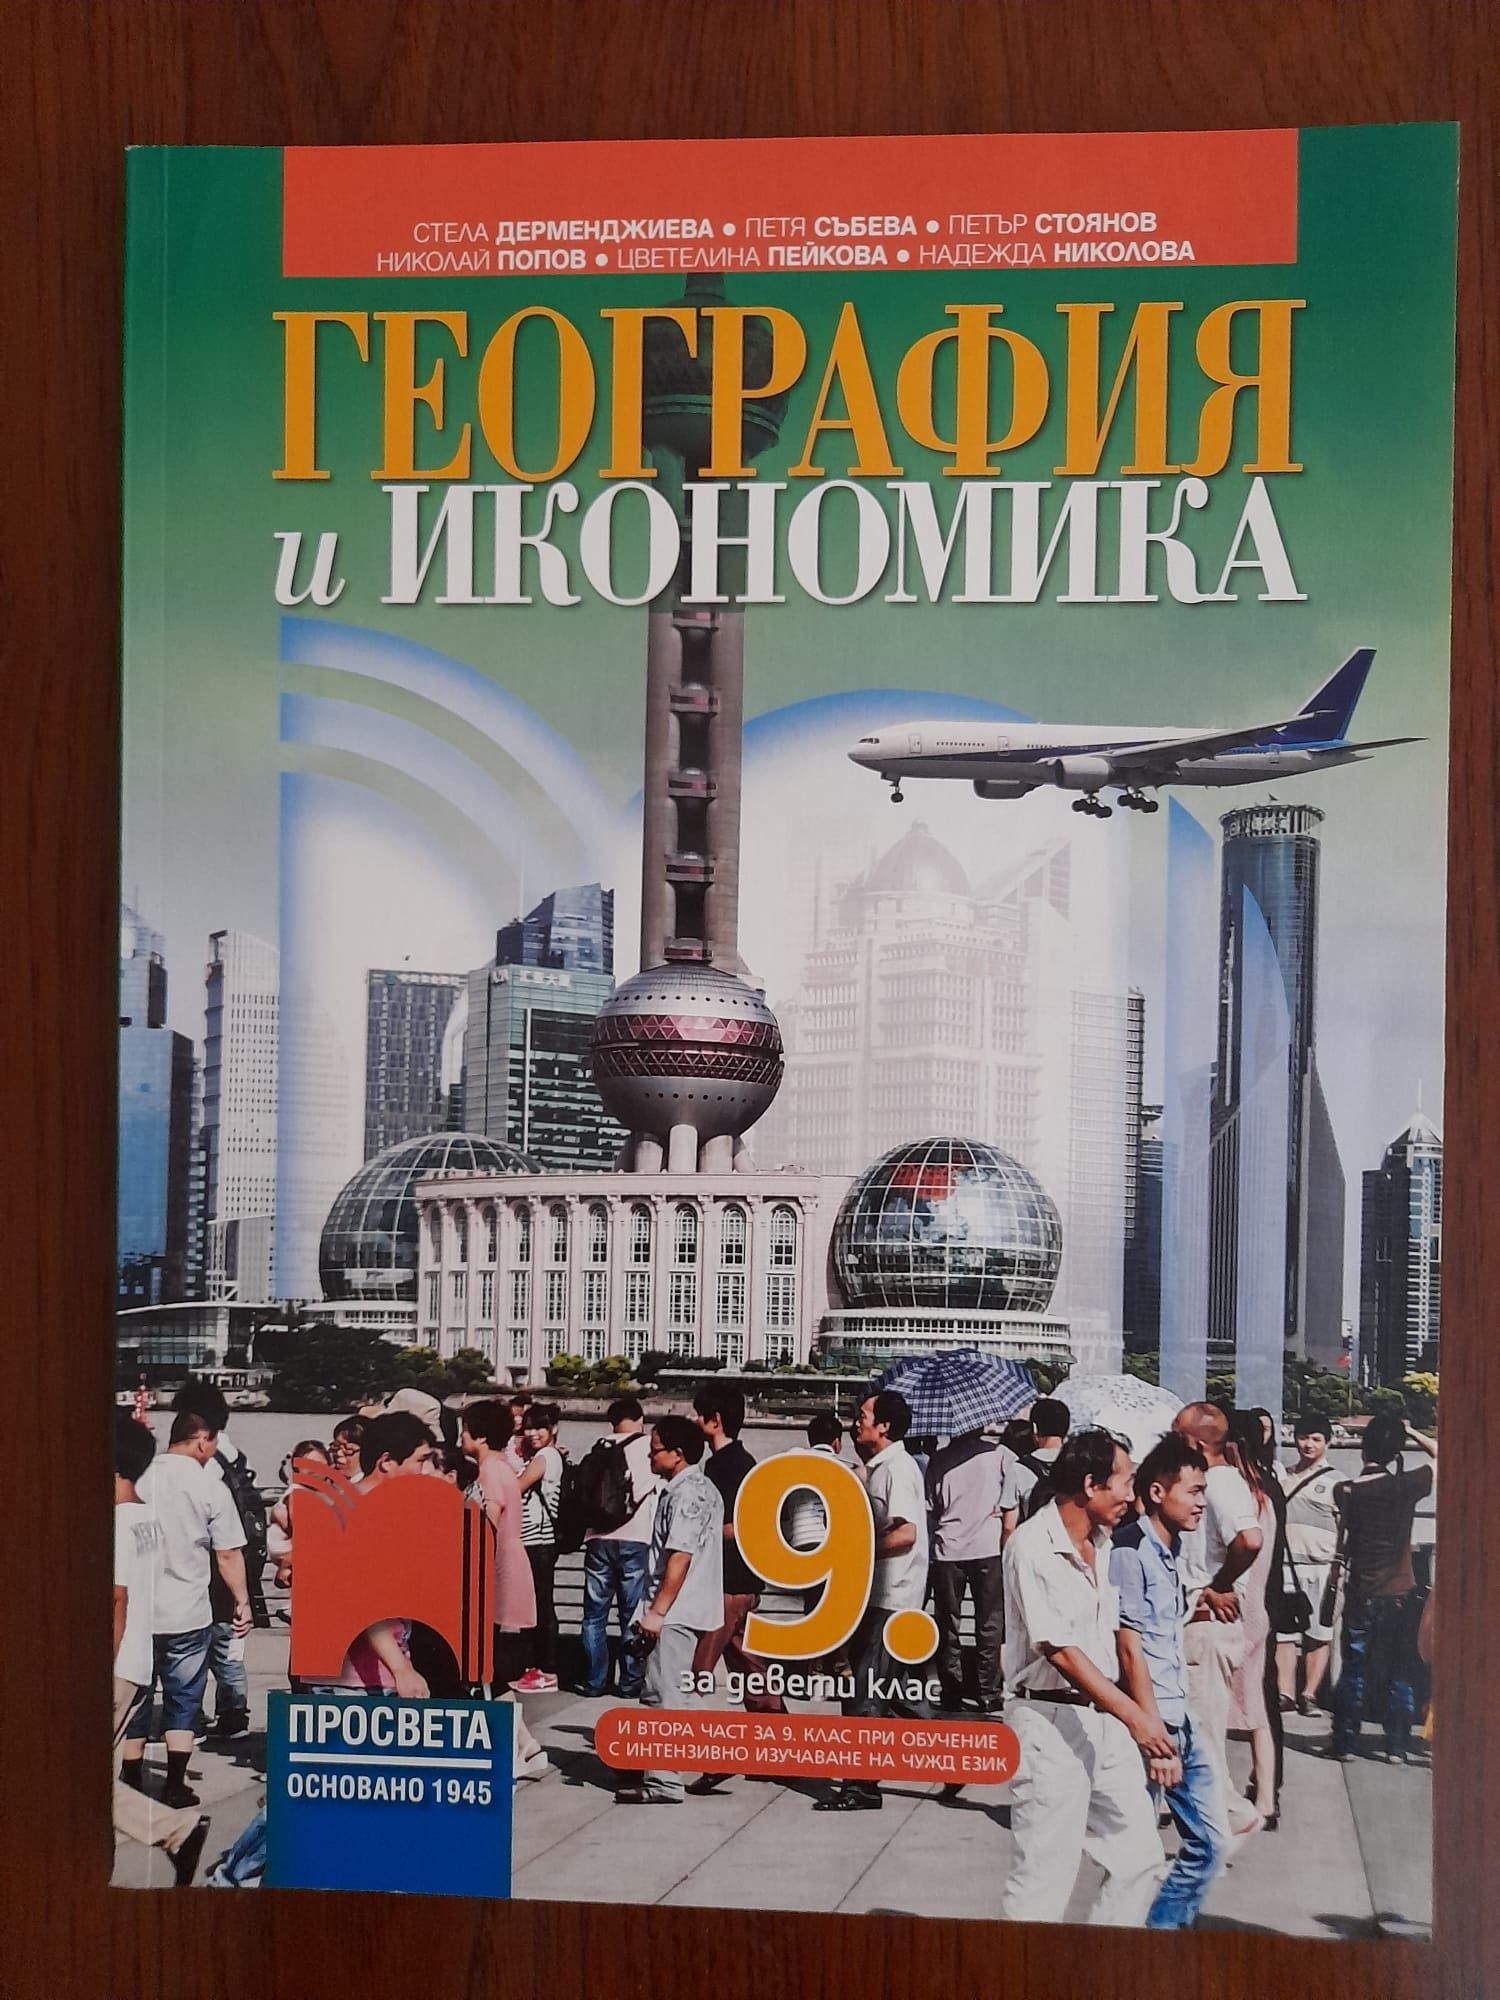 СТЕЛА ДЕРМЕНДЖИЕВА • ПЕТЯ СЪБЕВА • ПЕТЪР СТОЯНОВ
НИКОЛАЙ ПОПОВ • ЦВЕТЕЛИНА ПЕЙКОВА • НАДЕЖДА НИКОЛОВА
ГЕОГРАФИЯ
и ИКОНОМИКА
9.
за девети клас
И ВТОРА ЧАСТ ЗА 9. КЛАС ПРИ ОБУЧЕНИЕ
С ИНТЕНЗИВНО ИЗУЧАВАНЕ НА ЧУЖД ЕЗИК
ПРОСВЕТА
ОСНОВАНО 1945